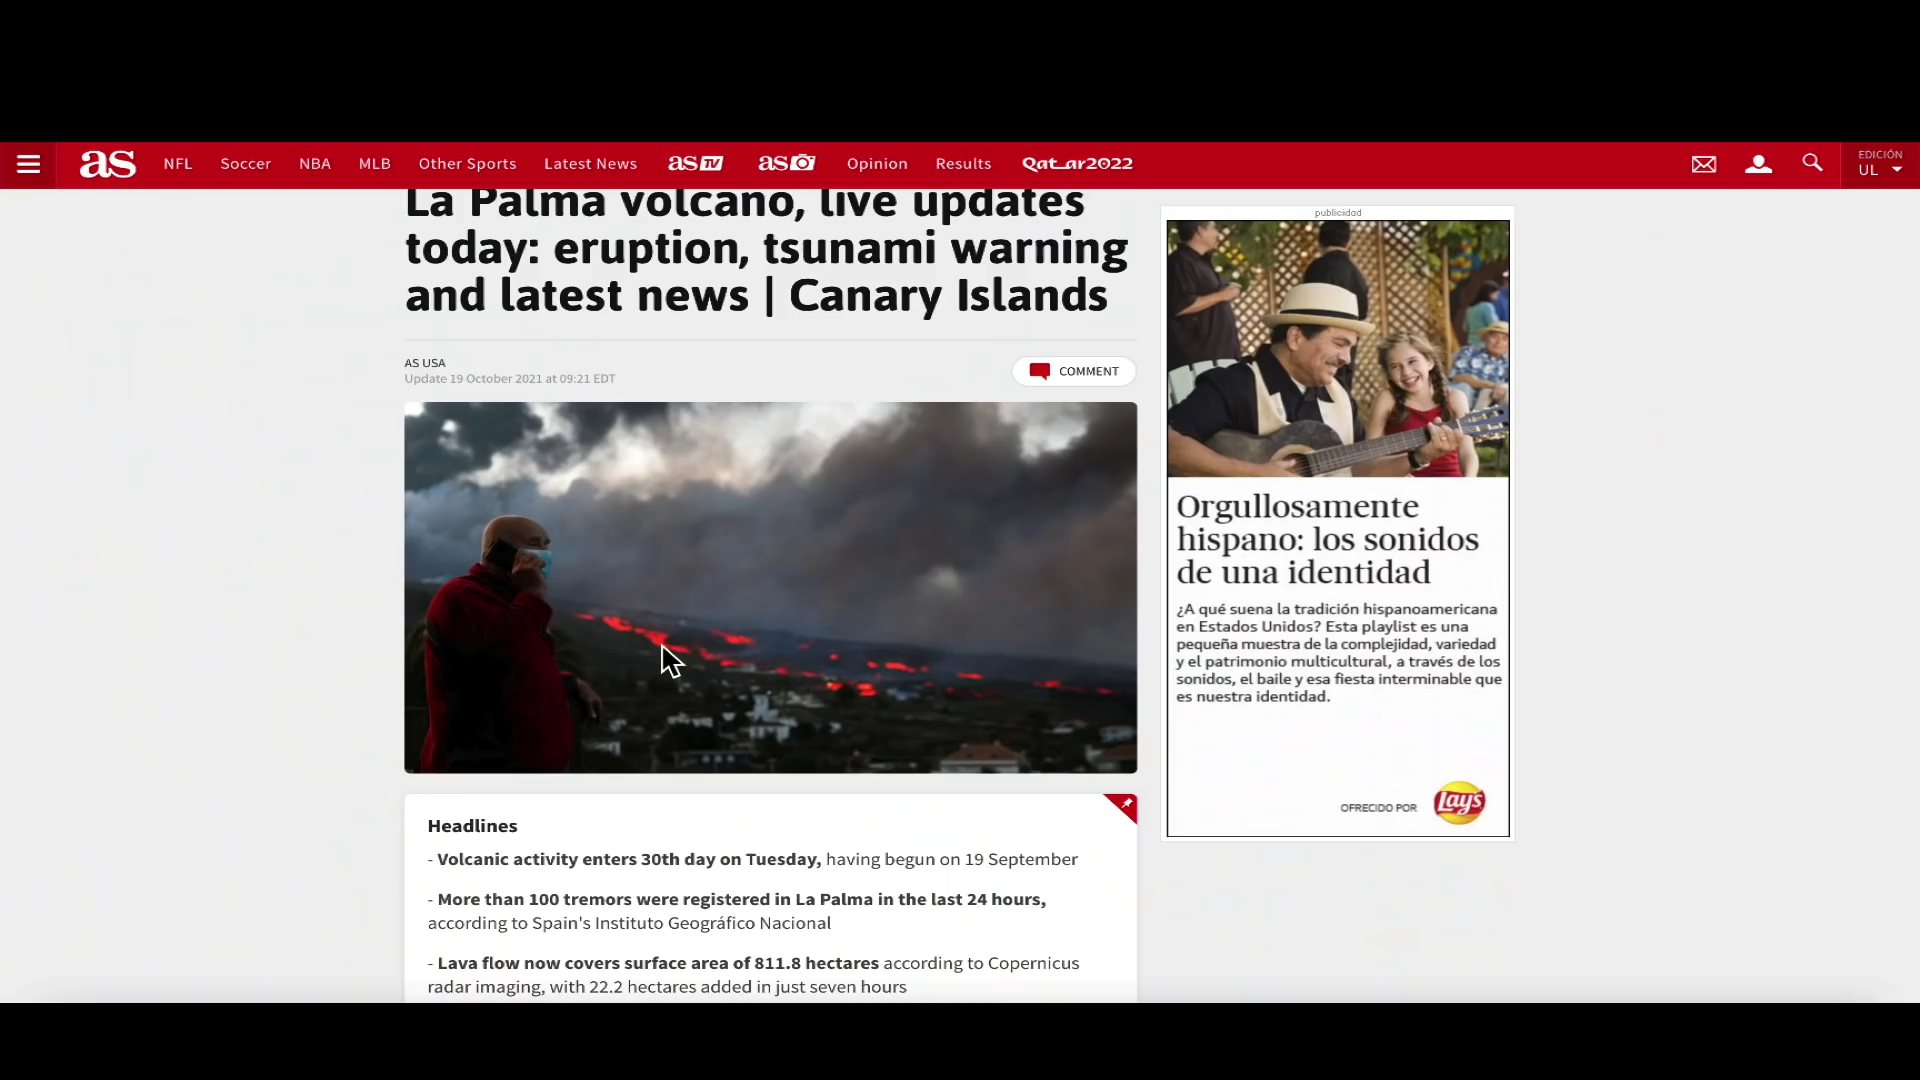 as NFL Soccer NBA MLB Other Sports Latest News asTV as Opinion Results Qatar2022
EDICIÓN
UL
La Palma volcano, live updates
today: eruption, tsunami warning
and latest news | Canary Islands
AS USA
Update 19 October 2021 at 09:21 EDT
COMMENT
Headlines
- Volcanic activity enters 30th day on Tuesday, having begun on 19 September
- More than 100 tremors were registered in La Palma in the last 24 hours,
according to Spain's Instituto Geográfico Nacional
- Lava flow now covers surface area of 811.8 hectares according to Copernicus
radar imaging, with 22.2 hectares added in just seven hours
publicidad
Orgullosamente
hispano: los sonidos
de una identidad
¿A qué suena la tradición hispanoamericana
en Estados Unidos? Esta playlist es una
pequeña muestra de la complejidad, variedad
y el patrimonio multicultural, a través de los
sonidos, el baile y esa fiesta interminable que
es nuestra identidad.
OFRECIDO POR
Lay's